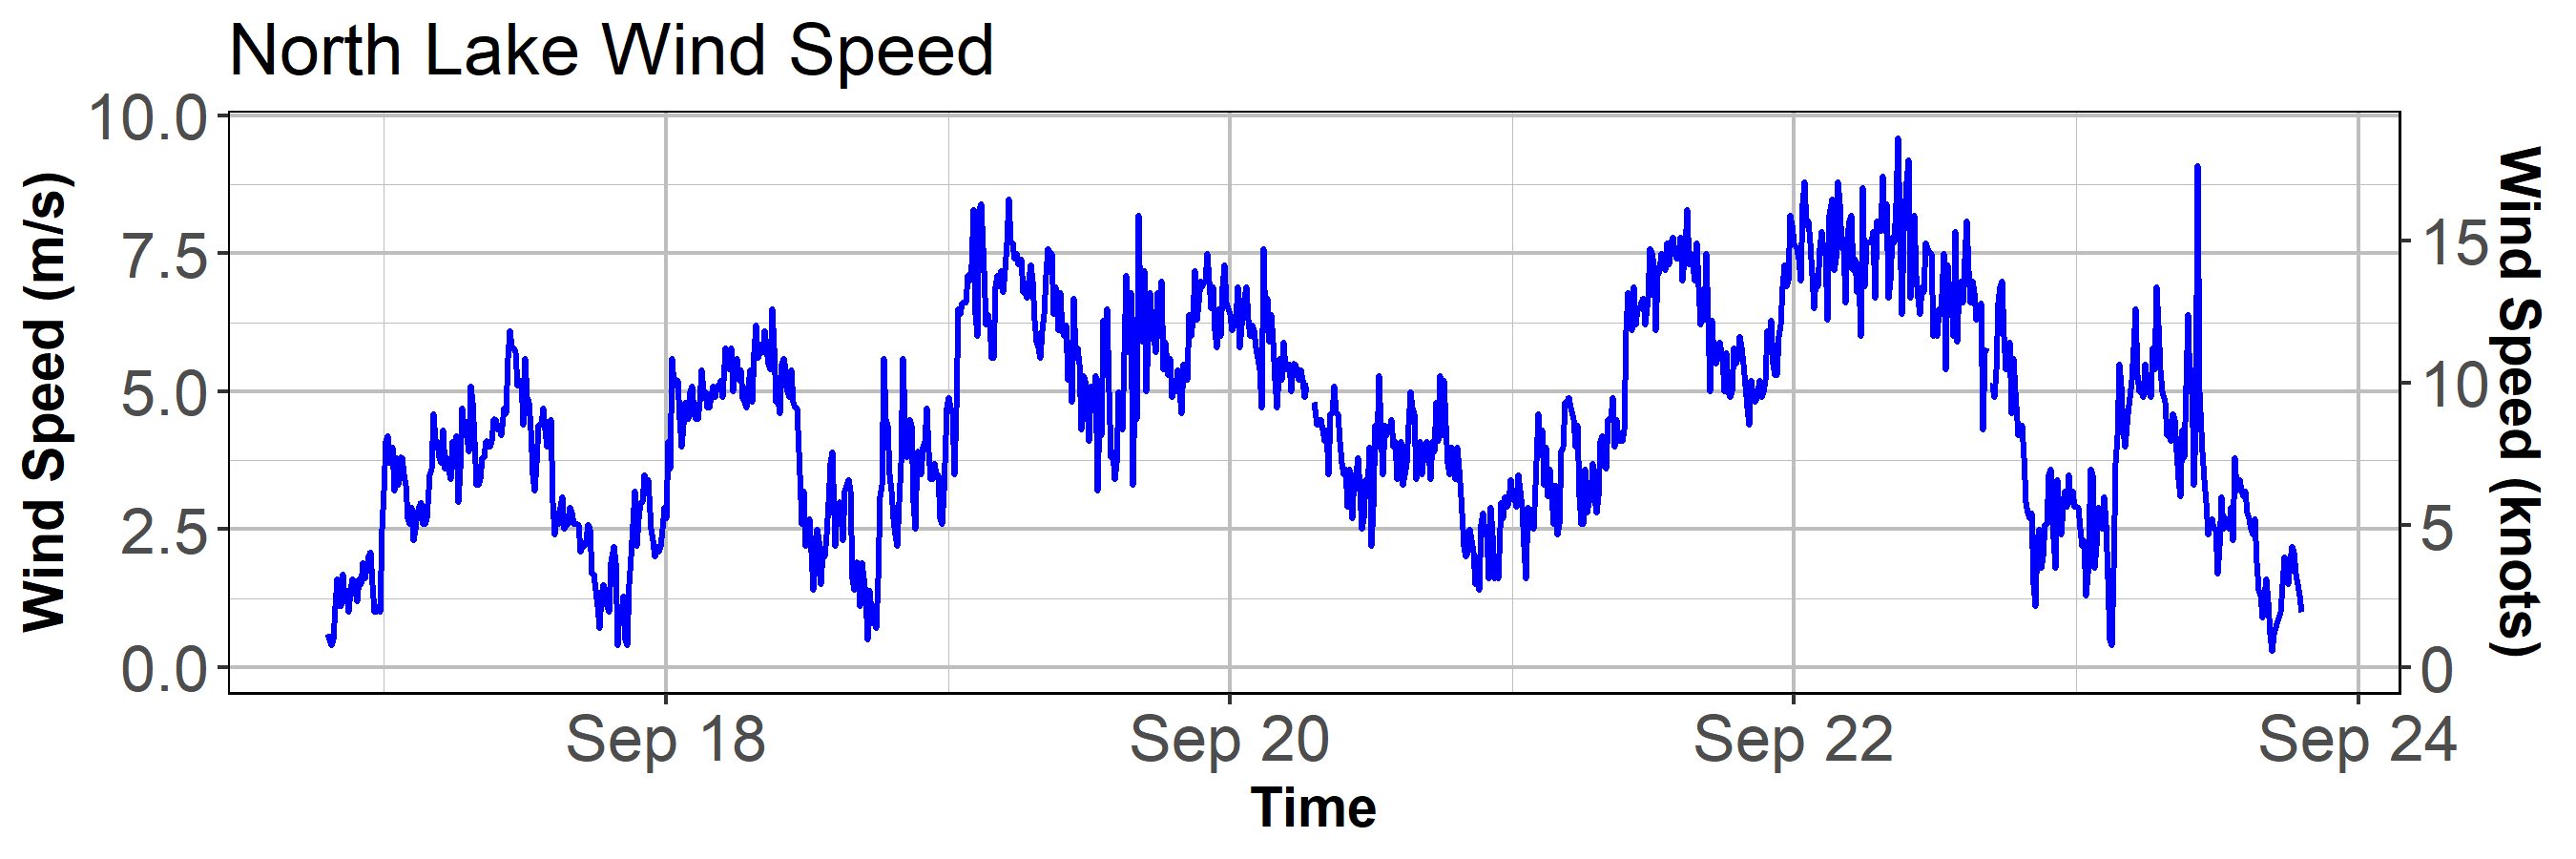 North Lake Wind Speed
Wind Speed (m/s)
10.0
7.5
5.0
2.5
0.0
Wind Speed (knots)
15
10
5
0
Sep 18
Sep 20
Sep 22
Sep 24
Time